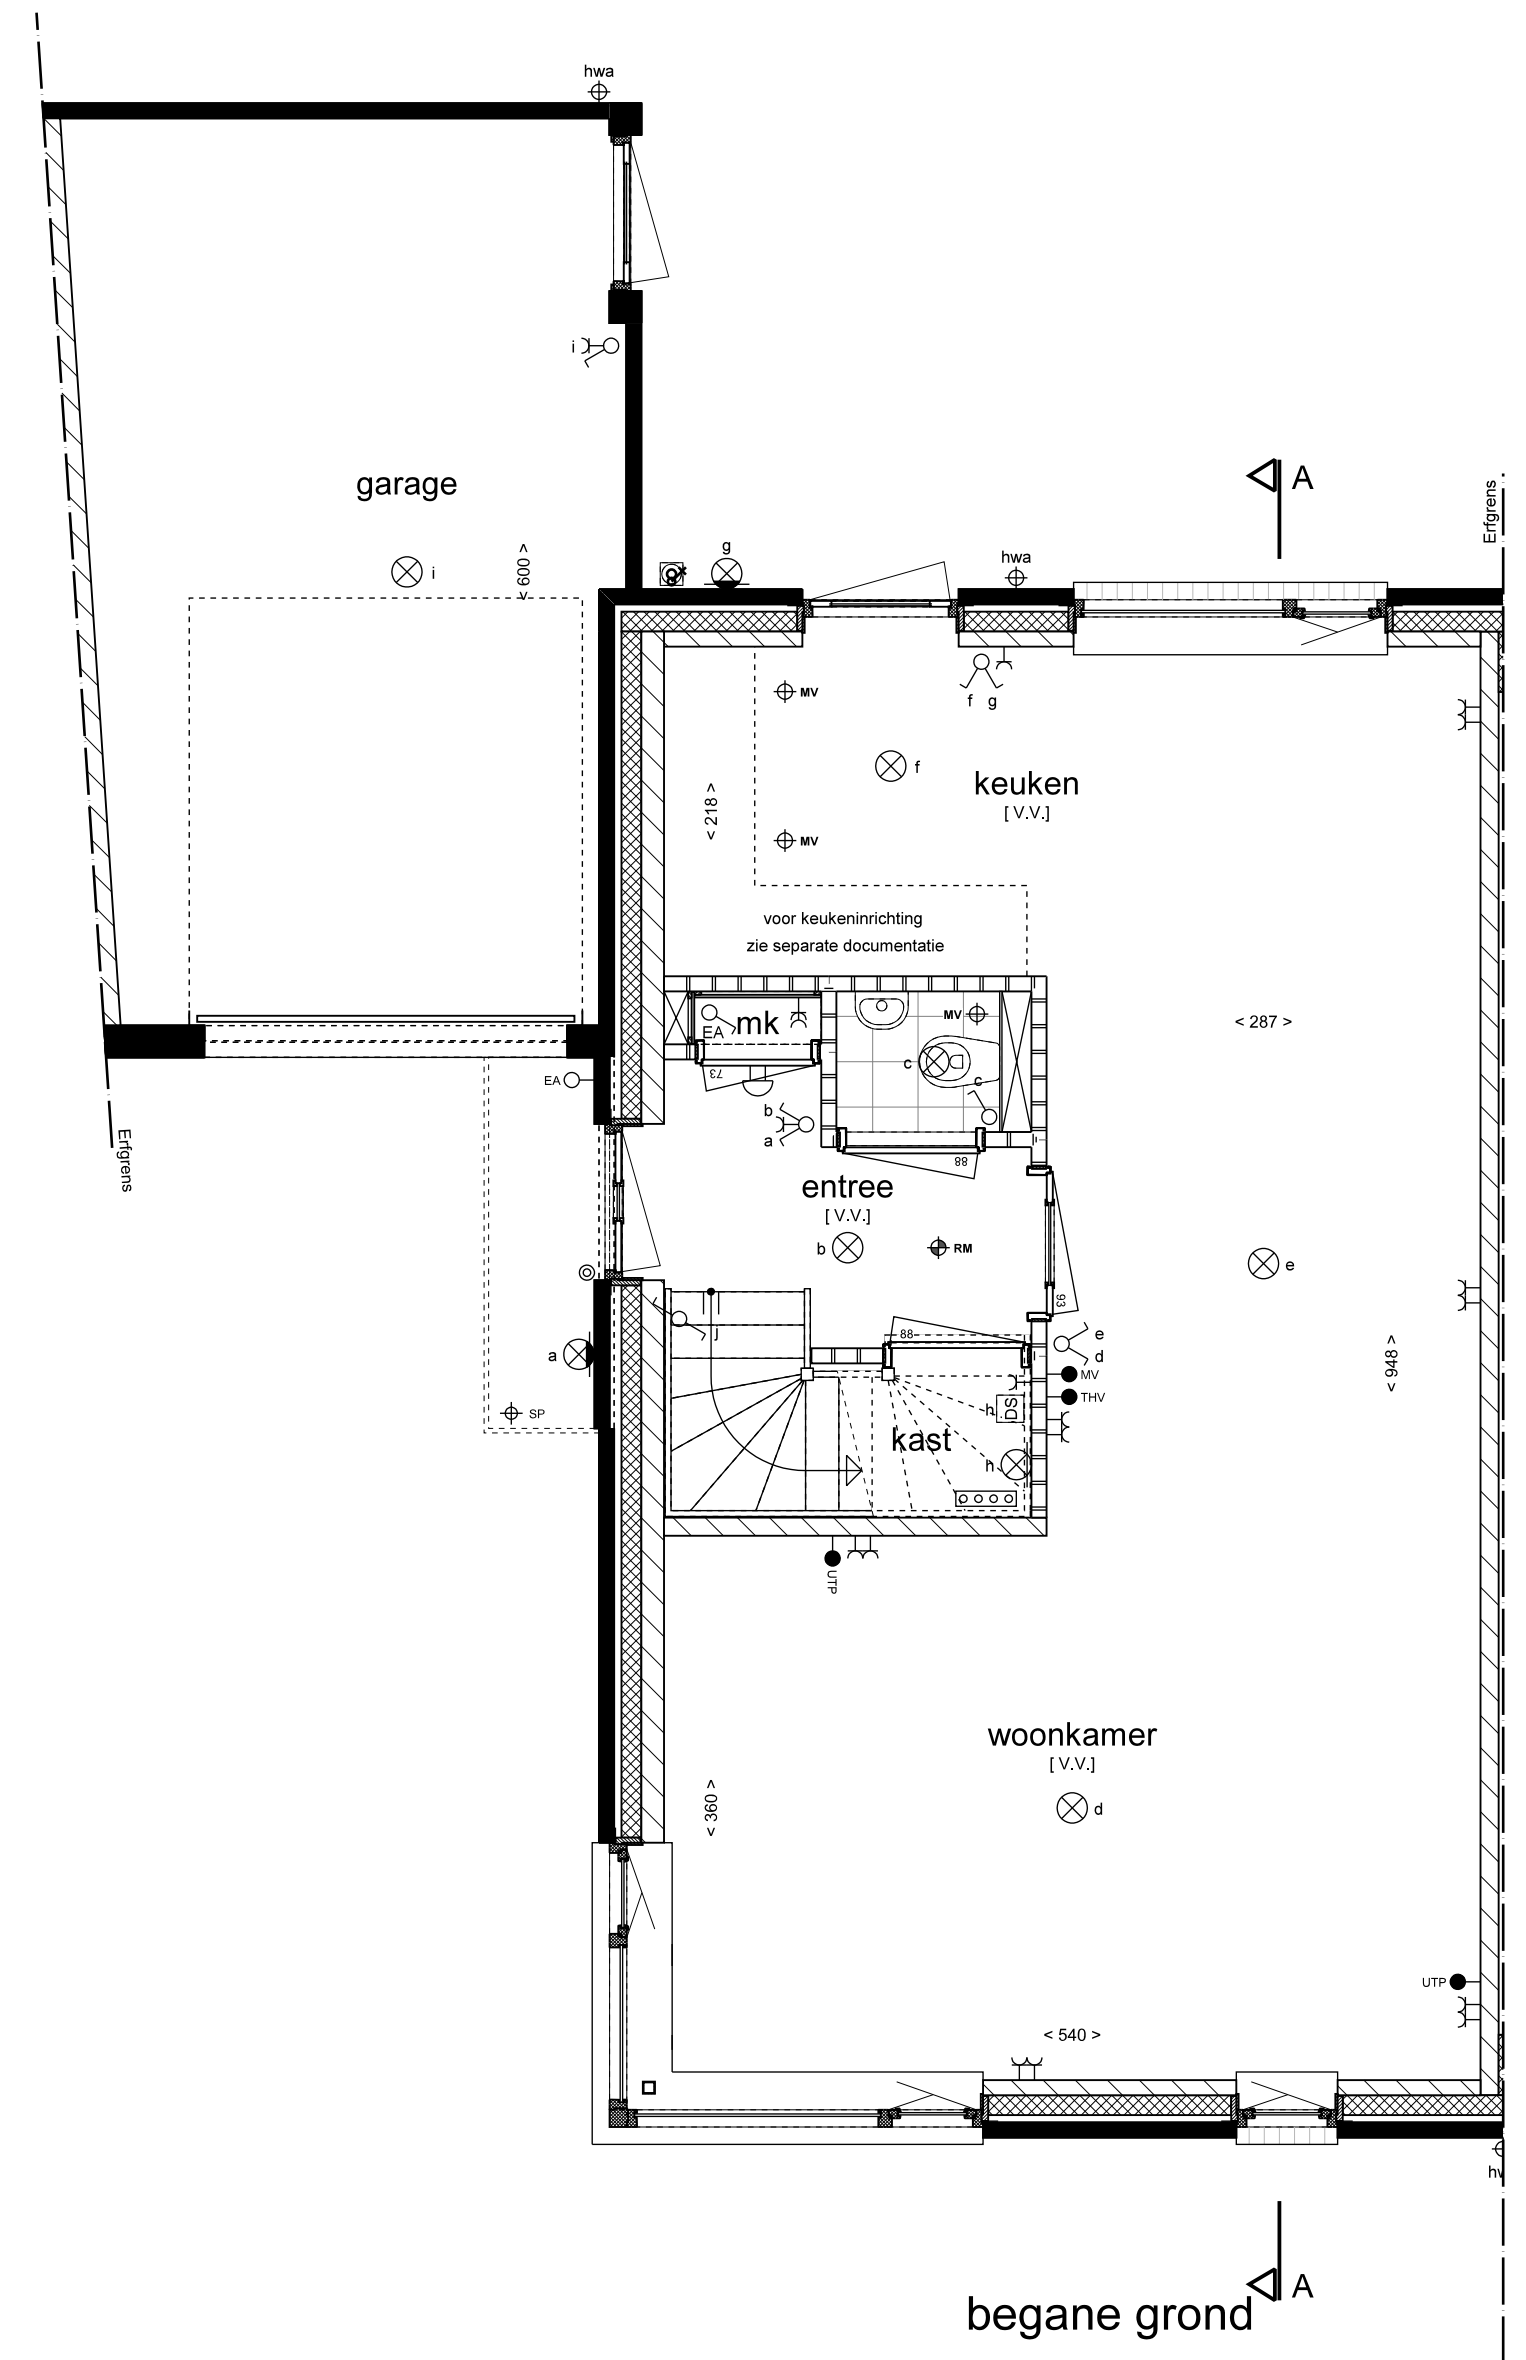 hwa
i
garage
A
Erfgrens
i
< 600 >
g
hwa
f g
MV
f
keuken
[ V.V.]
< 218 >
MV
voor keukeninrichting
zie separate documentatie
EA
mk
MV
< 287 >
c
c
73
EA
b
a
Erfgrens
88
entree
[ V.V.]
b
RM
e
93
j
88
e
d
a
MV
THV
h
DS
SP
kast
h
< 948 >
UTP
woonkamer
[ V.V.]
< 360 >
d
UTP
< 540 >
A
begane grond